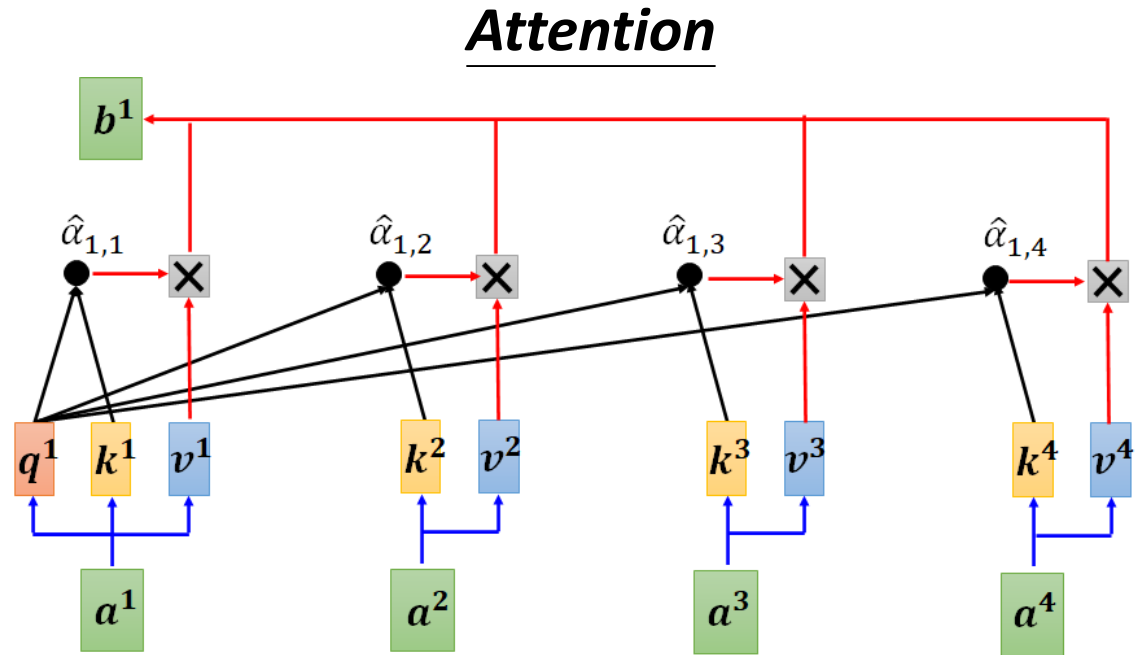 Attention
b¹
α̂₁,₁ α̂₁,₂ α̂₁,₃ α̂₁,₄
q¹ k¹ v¹ k² v² k³ v³ k⁴ v⁴
a¹ a² a³ a⁴